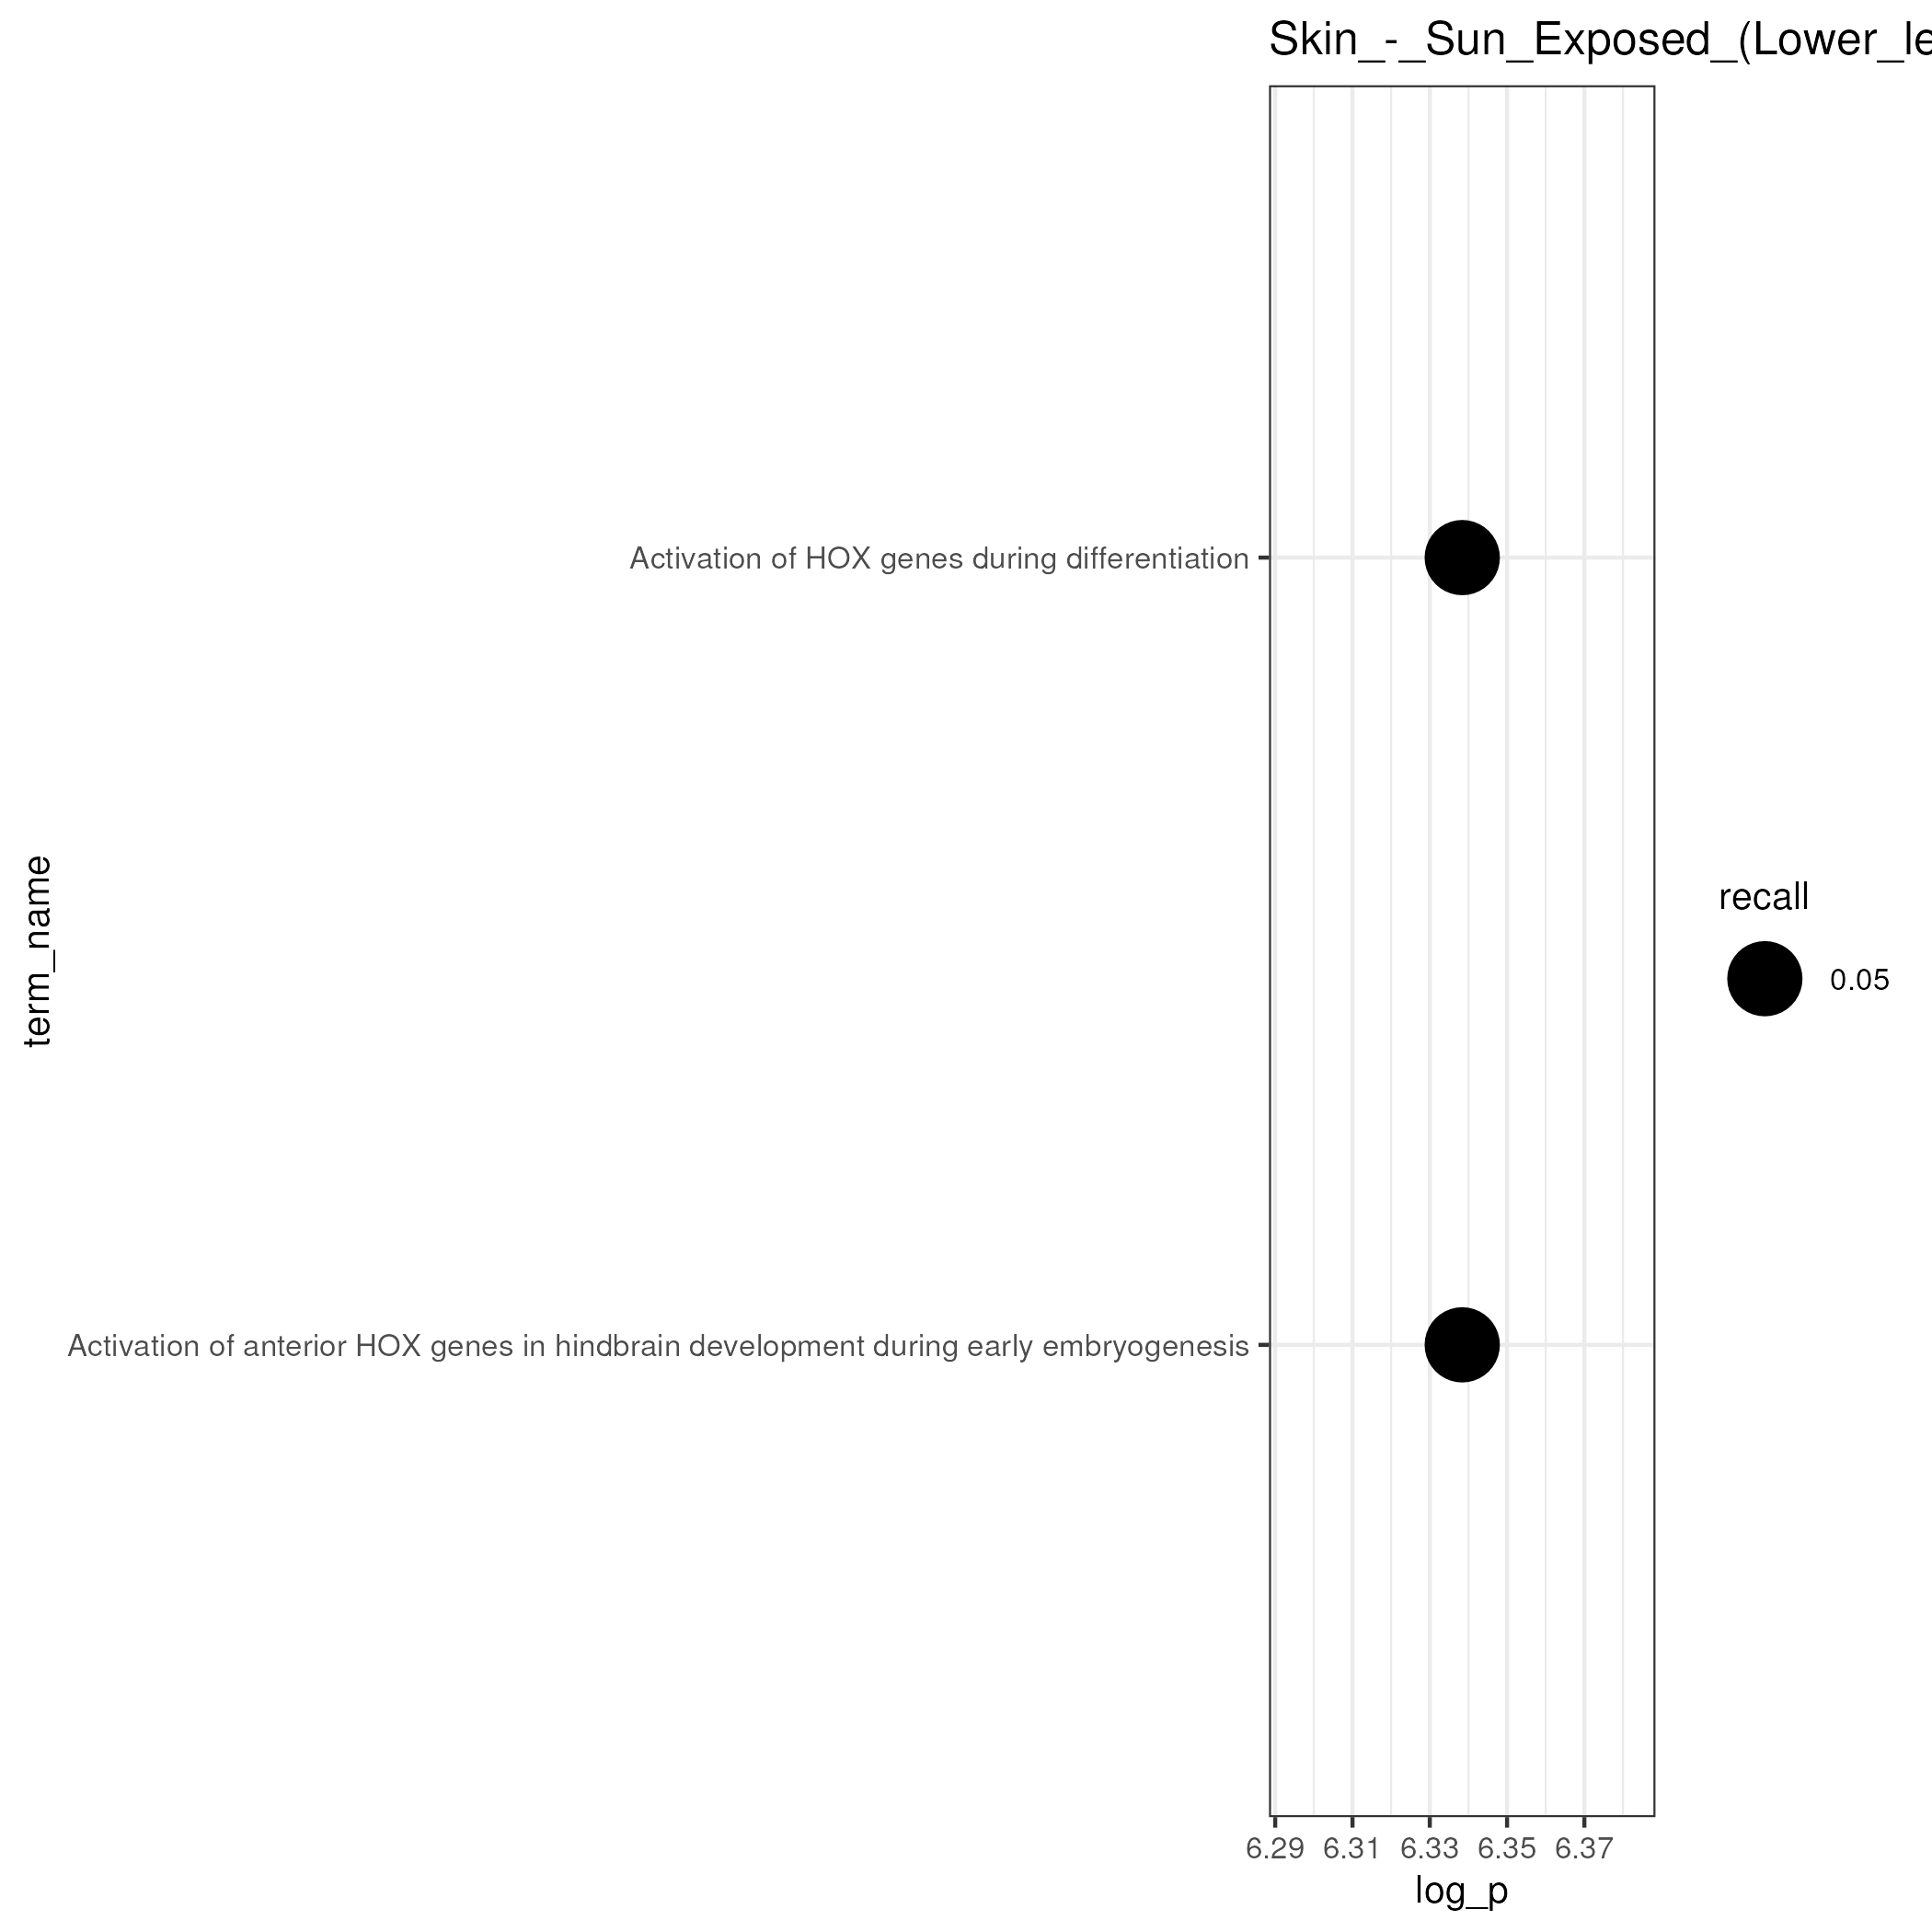 Skin_-_Sun_Exposed_(Lower_le
Activation of HOX genes during differentiation
term_name
recall
0.05
Activation of anterior HOX genes in hindbrain development during early embryogenesis
6.29 6.31 6.33 6.35 6.37
log_p